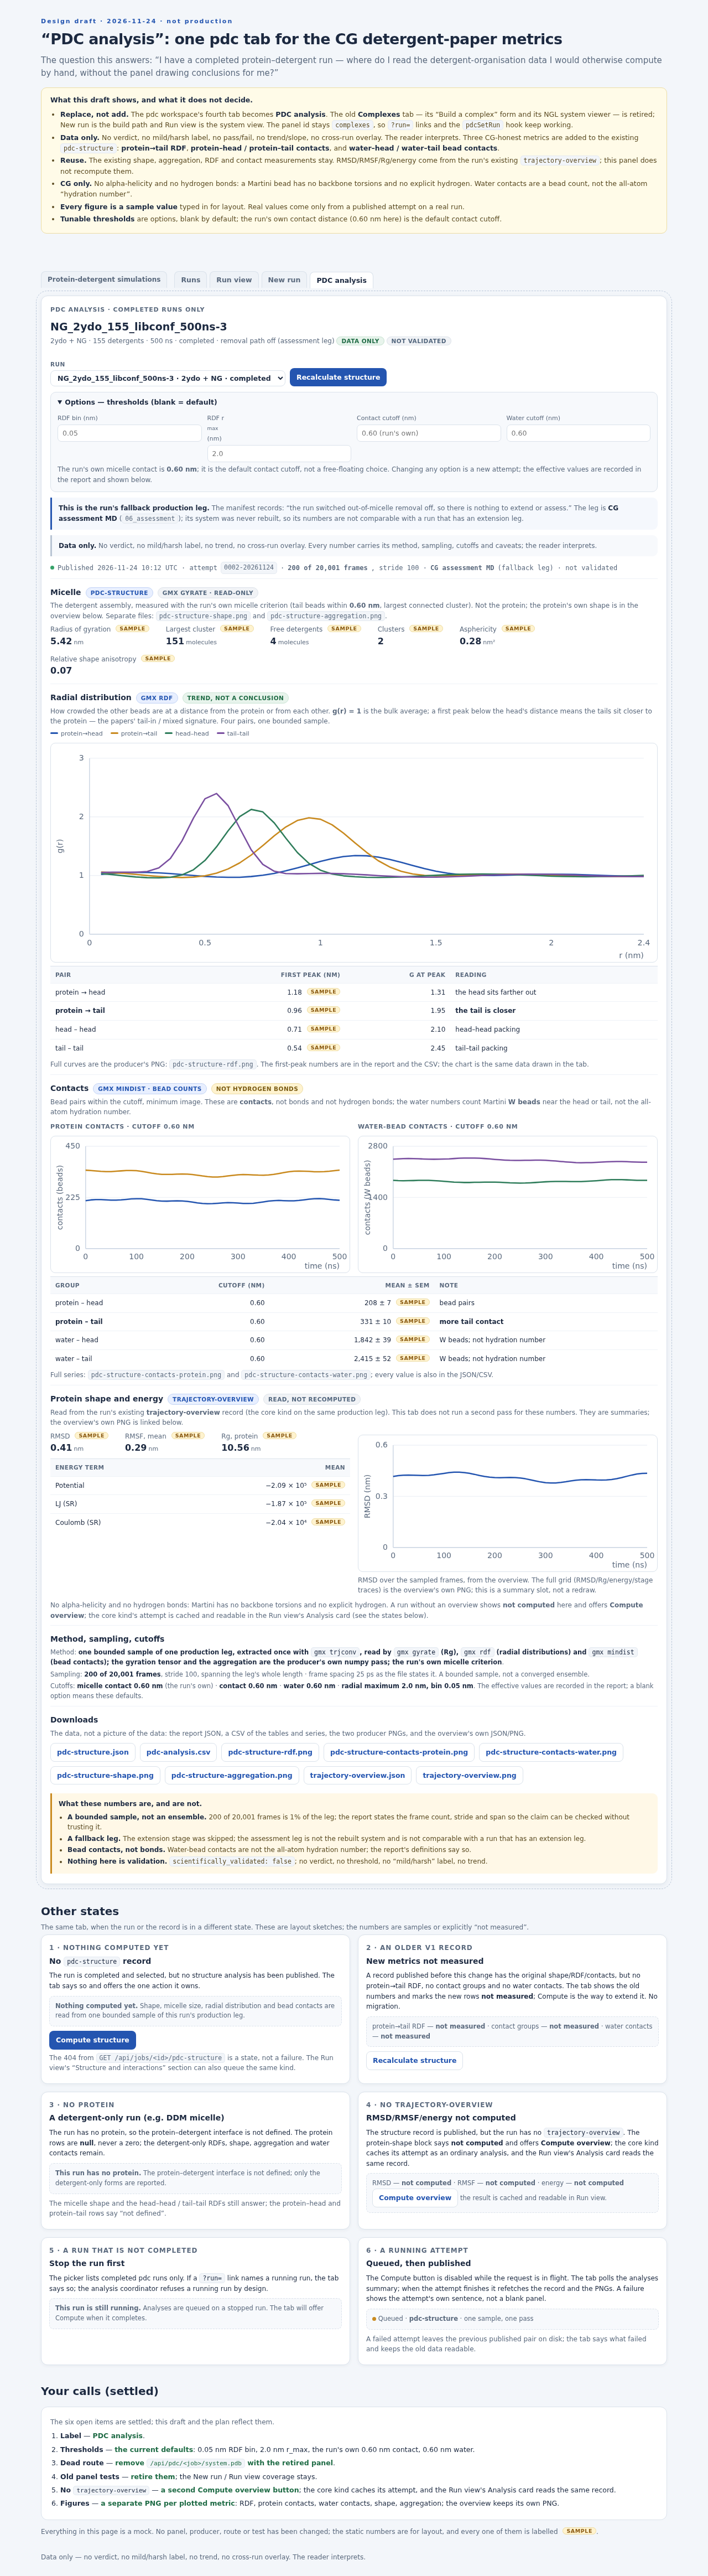 Design draft · 2026-11-24 · not production
“PDC analysis”: one pdc tab for the CG detergent-paper metrics
The question this answers: “I have a completed protein–detergent run — where do I read the detergent-organisation data I would otherwise compute
by hand, without the panel drawing conclusions for me?”
What this draft shows, and what it does not decide.
• Replace, not add. The pdc workspace's fourth tab becomes PDC analysis. The old Complexes tab — its “Build a complex” form and its NGL system viewer — is retired;
New run is the build path and Run view is the system view. The panel id stays complexes, so ?run= links and the pdcSetRun hook keep working.
• Data only. No verdict, no mild/harsh label, no pass/fail, no trend/slope, no cross-run overlay. The reader interprets. Three CG-honest metrics are added to the existing
pdc-structure: protein→tail RDF, protein–head / protein–tail contacts, and water–head / water–tail bead contacts.
• Reuse. The existing shape, aggregation, RDF and contact measurements stay. RMSD/RMSF/Rg/energy come from the run's existing trajectory-overview; this panel does
not recompute them.
• CG only. No alpha-helicity and no hydrogen bonds: a Martini bead has no backbone torsions and no explicit hydrogen. Water contacts are a bead count, not the all-atom
“hydration number”.
• Every figure is a sample value typed in for layout. Real values come only from a published attempt on a real run.
• Tunable thresholds are options, blank by default; the run's own contact distance (0.60 nm here) is the default contact cutoff.
Protein-detergent simulations Runs Run view New run PDC analysis
PDC ANALYSIS · COMPLETED RUNS ONLY
NG_2ydo_155_libconf_500ns-3
2ydo + NG · 155 detergents · 500 ns · completed · removal path off (assessment leg) DATA ONLY NOT VALIDATED
RUN
NG_2ydo_155_libconf_500ns-3 · 2ydo + NG · completed Recalculate structure
▼ Options — thresholds (blank = default)
RDF bin (nm) RDF r max (nm) Contact cutoff (nm) Water cutoff (nm)
0.05 2.0 0.60 (run's own) 0.60
The run's own micelle contact is 0.60 nm; it is the default contact cutoff, not a free-floating choice. Changing any option is a new attempt; the effective values are recorded in
the report and shown below.
This is the run's fallback production leg. The manifest records: “the run switched out-of-micelle removal off, so there is nothing to extend or assess.” The leg is CG
assessment MD (06_assessment); its system was never rebuilt, so its numbers are not comparable with a run that has an extension leg.
Data only. No verdict, no mild/harsh label, no trend, no cross-run overlay. Every number carries its method, sampling, cutoffs and caveats; the reader interprets.
● Published 2026-11-24 10:12 UTC · attempt 0002-20261124 · 200 of 20,001 frames, stride 100 · CG assessment MD (fallback leg) · not validated
Micelle PDC-STRUCTURE GMX GYRATE · READ-ONLY
The detergent assembly, measured with the run's own micelle criterion (tail beads within 0.60 nm, largest connected cluster). Not the protein; the protein's own shape is in the
overview below. Separate files: pdc-structure-shape.png and pdc-structure-aggregation.png.
Radius of gyration SAMPLE Largest cluster SAMPLE Free detergents SAMPLE Clusters SAMPLE Asphericity SAMPLE
5.42 nm 151 molecules 4 molecules 2 0.28 nm²
Relative shape anisotropy SAMPLE
0.07
Radial distribution GMX RDF TREND, NOT A CONCLUSION
How crowded the other beads are at a distance from the protein or from each other. g(r) = 1 is the bulk average; a first peak below the head's distance means the tails sit closer to
the protein — the papers' tail-in / mixed signature. Four pairs, one bounded sample.
protein→head protein→tail head–head tail–tail
3
2
1
0
g(r)
0 0.5 1 1.5 2 2.4
r (nm)
PAIR FIRST PEAK (NM) G AT PEAK READING
protein → head 1.18 SAMPLE 1.31 the head sits farther out
protein → tail 0.96 SAMPLE 1.95 the tail is closer
head – head 0.71 SAMPLE 2.10 head–head packing
tail – tail 0.54 SAMPLE 2.45 tail–tail packing
Full curves are the producer's PNG: pdc-structure-rdf.png. The first-peak numbers are in the report and the CSV; the chart is the same data drawn in the tab.
Contacts GMX MINDIST · BEAD COUNTS NOT HYDROGEN BONDS
Bead pairs within the cutoff, minimum image. These are contacts, not bonds and not hydrogen bonds; the water numbers count Martini W beads near the head or tail, not the all-
atom hydration number.
PROTEIN CONTACTS · CUTOFF 0.60 NM WATER-BEAD CONTACTS · CUTOFF 0.60 NM
450
225
0
contacts (beads)
0 100 200 300 400 500
time (ns)
2800
1400
0
contacts (W beads)
0 100 200 300 400 500
time (ns)
GROUP CUTOFF (NM) MEAN ± SEM NOTE
protein – head 0.60 208 ± 7 SAMPLE bead pairs
protein – tail 0.60 331 ± 10 SAMPLE more tail contact
water – head 0.60 1,842 ± 39 SAMPLE W beads; not hydration number
water – tail 0.60 2,415 ± 52 SAMPLE W beads; not hydration number
Full series: pdc-structure-contacts-protein.png and pdc-structure-contacts-water.png; every value is also in the JSON/CSV.
Protein shape and energy TRAJECTORY-OVERVIEW READ, NOT RECOMPUTED
Read from the run's existing trajectory-overview record (the core kind on the same production leg). This tab does not run a second pass for these numbers. They are summaries;
the overview's own PNG is linked below.
RMSD SAMPLE RMSF, mean SAMPLE Rg, protein SAMPLE
0.41 nm 0.29 nm 10.56 nm
ENERGY TERM MEAN
Potential −2.09 × 10⁵ SAMPLE
LJ (SR) −1.87 × 10⁵ SAMPLE
Coulomb (SR) −2.04 × 10⁴ SAMPLE
0.6
0.3
0
RMSD (nm)
0 100 200 300 400 500
time (ns)
RMSD over the sampled frames, from the overview. The full grid (RMSD/Rg/energy/stage
traces) is the overview's own PNG; this is a summary slot, not a redraw.
No alpha-helicity and no hydrogen bonds: Martini has no backbone torsions and no explicit hydrogen. A run without an overview shows not computed here and offers Compute
overview; the core kind's attempt is cached and readable in the Run view's Analysis card (see the states below).
Method, sampling, cutoffs
Method: one bounded sample of one production leg, extracted once with gmx trjconv, read by gmx gyrate (Rg), gmx rdf (radial distributions) and gmx mindist
(bead contacts); the gyration tensor and the aggregation are the producer's own numpy pass; the run's own micelle criterion.
Sampling: 200 of 20,001 frames, stride 100, spanning the leg's whole length · frame spacing 25 ps as the file states it. A bounded sample, not a converged ensemble.
Cutoffs: micelle contact 0.60 nm (the run's own) · contact 0.60 nm · water 0.60 nm · radial maximum 2.0 nm, bin 0.05 nm. The effective values are recorded in the report; a blank
option means these defaults.
Downloads
The data, not a picture of the data: the report JSON, a CSV of the tables and series, the two producer PNGs, and the overview's own JSON/PNG.
pdc-structure.json pdc-analysis.csv pdc-structure-rdf.png pdc-structure-contacts-protein.png pdc-structure-contacts-water.png
pdc-structure-shape.png pdc-structure-aggregation.png trajectory-overview.json trajectory-overview.png
What these numbers are, and are not.
• A bounded sample, not an ensemble. 200 of 20,001 frames is 1% of the leg; the report states the frame count, stride and span so the claim can be checked without
trusting it.
• A fallback leg. The extension stage was skipped; the assessment leg is not the rebuilt system and is not comparable with a run that has an extension leg.
• Bead contacts, not bonds. Water-bead contacts are not the all-atom hydration number; the report's definitions say so.
• Nothing here is validation. scientifically_validated: false; no verdict, no threshold, no “mild/harsh” label, no trend.
Other states
The same tab, when the run or the record is in a different state. These are layout sketches; the numbers are samples or explicitly “not measured”.
1 · NOTHING COMPUTED YET
No pdc-structure record
The run is completed and selected, but no structure analysis has been published. The
tab says so and offers the one action it owns.
Nothing computed yet. Shape, micelle size, radial distribution and bead contacts are
read from one bounded sample of this run's production leg.
Compute structure
The 404 from GET /api/jobs/<id>/pdc-structure is a state, not a failure. The Run
view's “Structure and interactions” section can also queue the same kind.
2 · AN OLDER V1 RECORD
New metrics not measured
A record published before this change has the original shape/RDF/contacts, but no
protein→tail RDF, no contact groups and no water contacts. The tab shows the old
numbers and marks the new rows not measured; Compute is the way to extend it. No
migration.
protein→tail RDF — not measured · contact groups — not measured · water contacts
— not measured
Recalculate structure
3 · NO PROTEIN
A detergent-only run (e.g. DDM micelle)
The run has no protein, so the protein–detergent interface is not defined. The protein
rows are null, never a zero; the detergent-only RDFs, shape, aggregation and water
contacts remain.
This run has no protein. The protein–detergent interface is not defined; only the
detergent-only forms are reported.
The micelle shape and the head–head / tail–tail RDFs still answer; the protein–head and
protein–tail rows say “not defined”.
4 · NO TRAJECTORY-OVERVIEW
RMSD/RMSF/energy not computed
The structure record is published, but the run has no trajectory-overview. The
protein-shape block says not computed and offers Compute overview; the core kind
caches its attempt as an ordinary analysis, and the Run view's Analysis card reads the
same record.
RMSD — not computed · RMSF — not computed · energy — not computed
Compute overview the result is cached and readable in Run view.
5 · A RUN THAT IS NOT COMPLETED
Stop the run first
The picker lists completed pdc runs only. If a ?run= link names a running run, the tab
says so; the analysis coordinator refuses a running run by design.
This run is still running. Analyses are queued on a stopped run. The tab will offer
Compute when it completes.
6 · A RUNNING ATTEMPT
Queued, then published
The Compute button is disabled while the request is in flight. The tab polls the analyses
summary; when the attempt finishes it refetches the record and the PNGs. A failure
shows the attempt's own sentence, not a blank panel.
● Queued · pdc-structure · one sample, one pass
A failed attempt leaves the previous published pair on disk; the tab says what failed
and keeps the old data readable.
Your calls (settled)
The six open items are settled; this draft and the plan reflect them.
1. Label — PDC analysis.
2. Thresholds — the current defaults: 0.05 nm RDF bin, 2.0 nm r_max, the run's own 0.60 nm contact, 0.60 nm water.
3. Dead route — remove /api/pdc/<job>/system.pdb with the retired panel.
4. Old panel tests — retire them; the New run / Run view coverage stays.
5. No trajectory-overview — a second Compute overview button; the core kind caches its attempt, and the Run view's Analysis card reads the same record.
6. Figures — a separate PNG per plotted metric: RDF, protein contacts, water contacts, shape, aggregation; the overview keeps its own PNG.
Everything in this page is a mock. No panel, producer, route or test has been changed; the static numbers are for layout, and every one of them is labelled SAMPLE.
Data only — no verdict, no mild/harsh label, no trend, no cross-run overlay. The reader interprets.